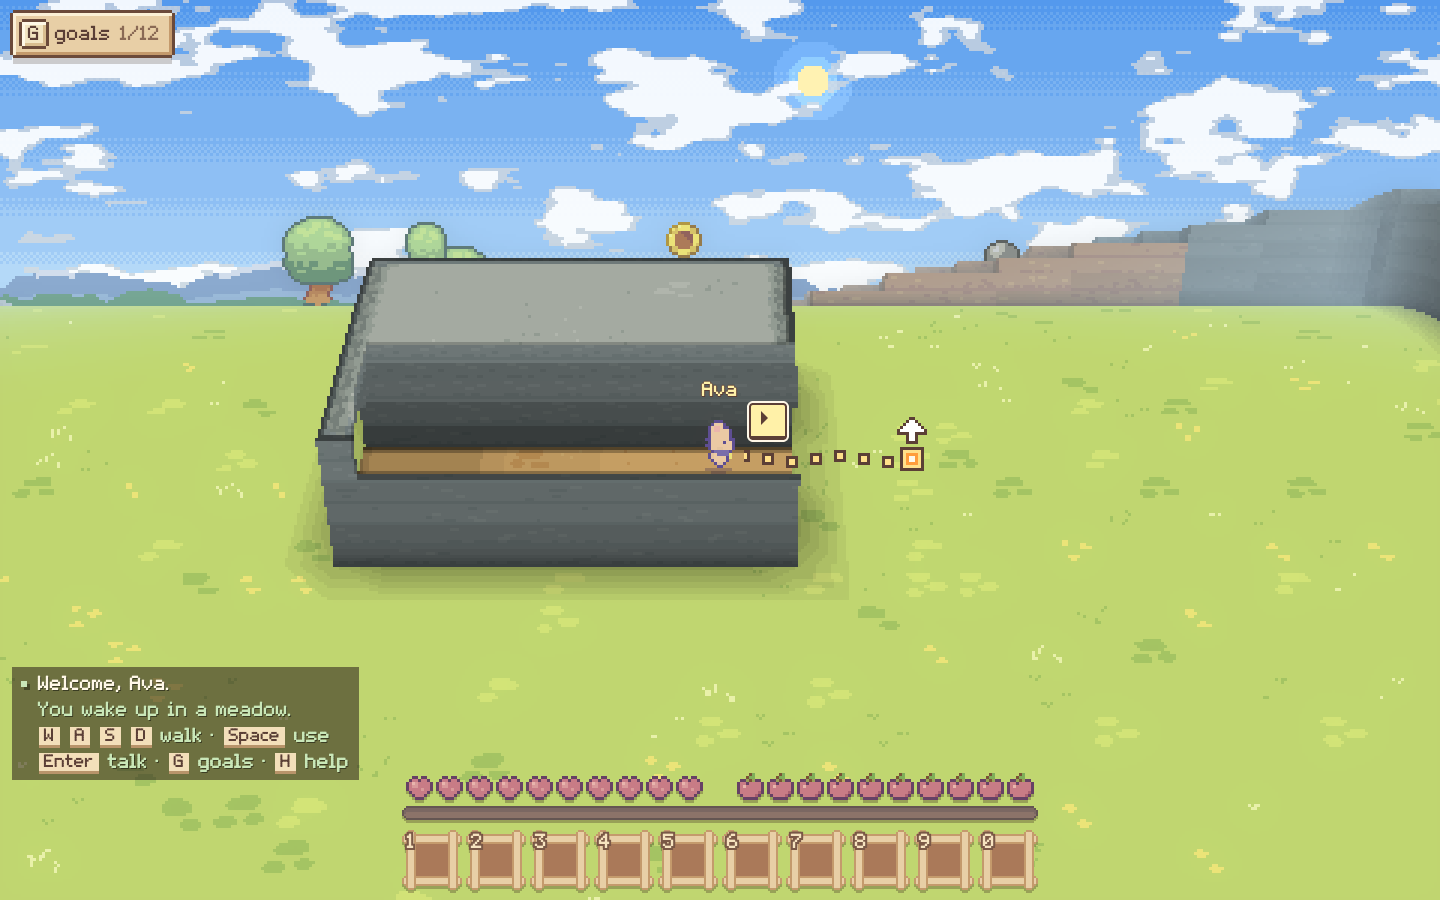 G goals 1/12
Ava
Welcome, Ava.
You wake up in a meadow.
W A S D walk · Space use
Enter talk · G goals · H help
1 2 3 4 5 6 7 8 9 0